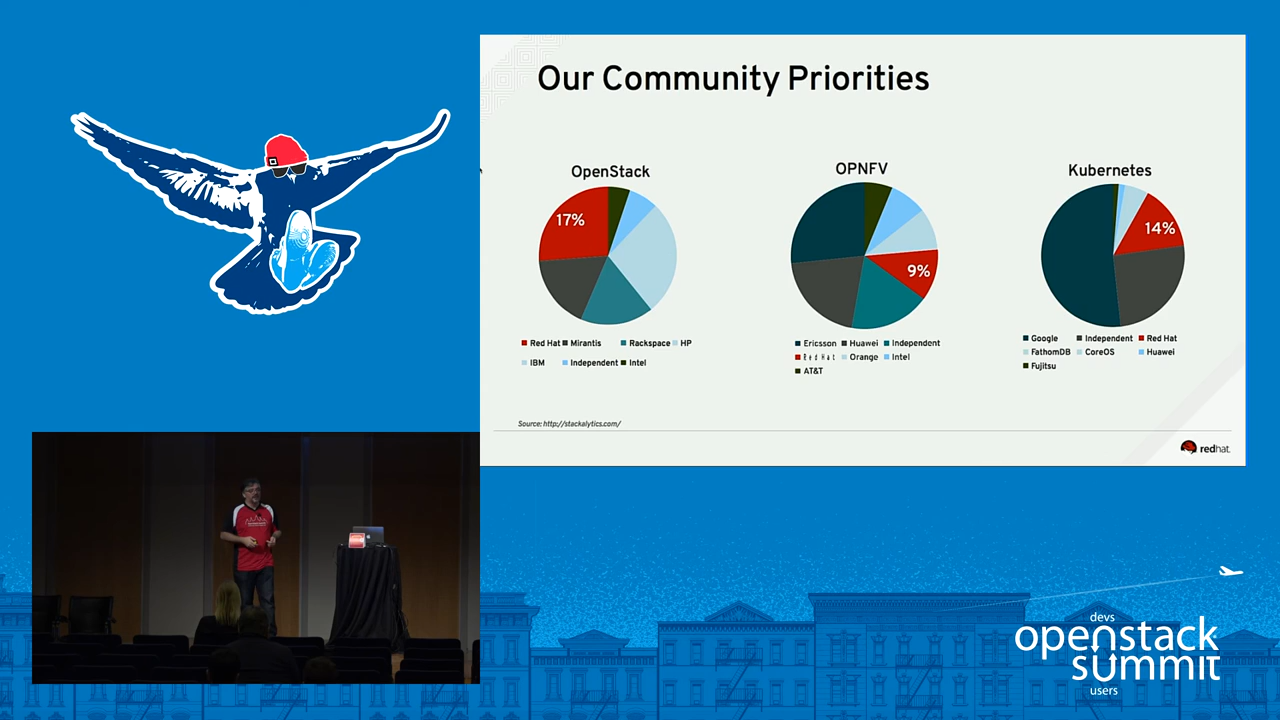 Our Community Priorities
OpenStack
17%
Red Hat Mirantis Rackspace HP
IBM Independent Intel
OPNFV
9%
Ericsson Huawei Independent
Red Hat Orange Intel
AT&T
Kubernetes
14%
Google Independent Red Hat
FathomDB CoreOS Huawei
Fujitsu
Source: http://stackalytics.com/
redhat.
devs
openstack
summit
users